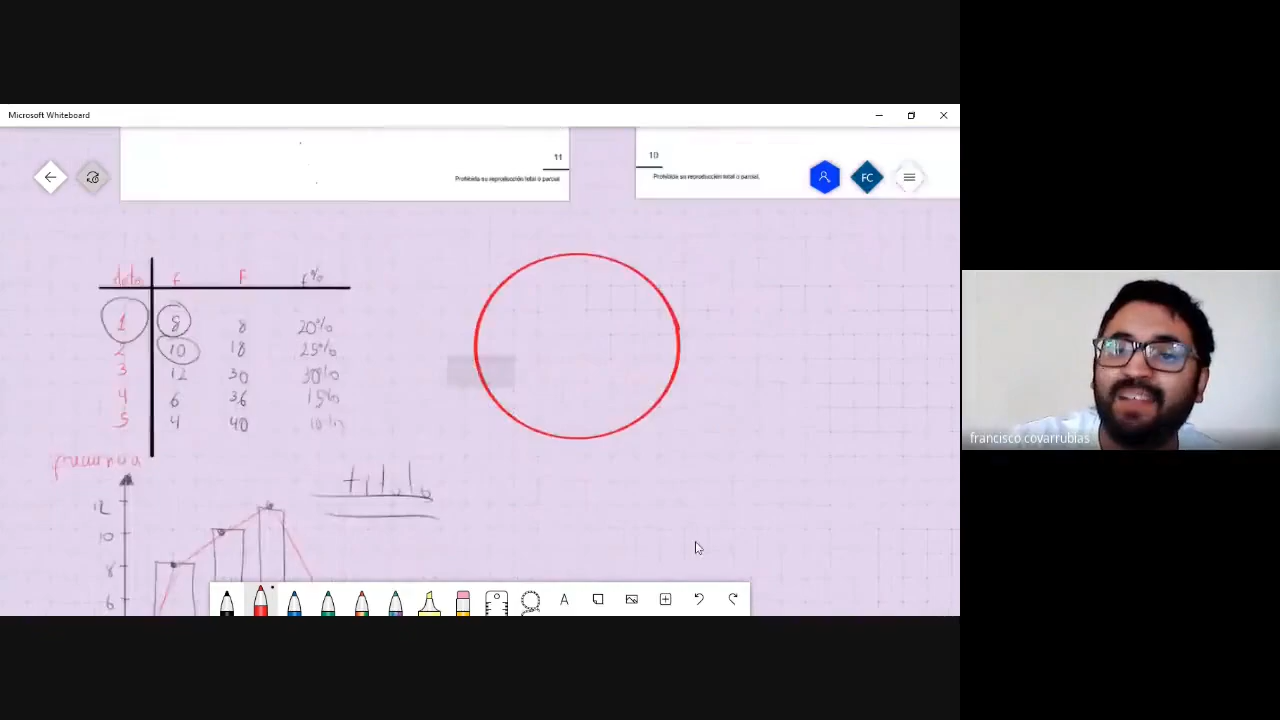 Microsoft Whiteboard
11
Prohibida su reproducción total o parcial
10
Prohibida su reproducción total o parcial.
FC
dato f F f%
1 8 8 20%
2 10 18 25%
3 12 30 30%
4 6 36 15%
5 4 40 10%
frecuencia
titulo
12
10
8
6
A
francisco covarrubias